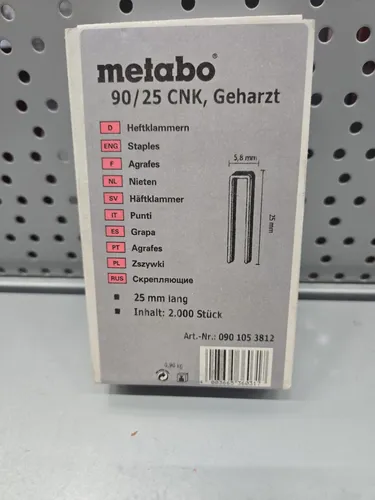 metabo
90/25 CNK, Geharzt
D Heftklammern
ENG Staples
F Agrafes
NL Nieten
SV Häftklammer
IT Punti
ES Grapa
PT Agrafes
PL Zszywki
RUS Скрепляющие
5,8 mm
25 mm
25 mm lang
Inhalt: 2.000 Stück
Art.-Nr.: 090 105 3812